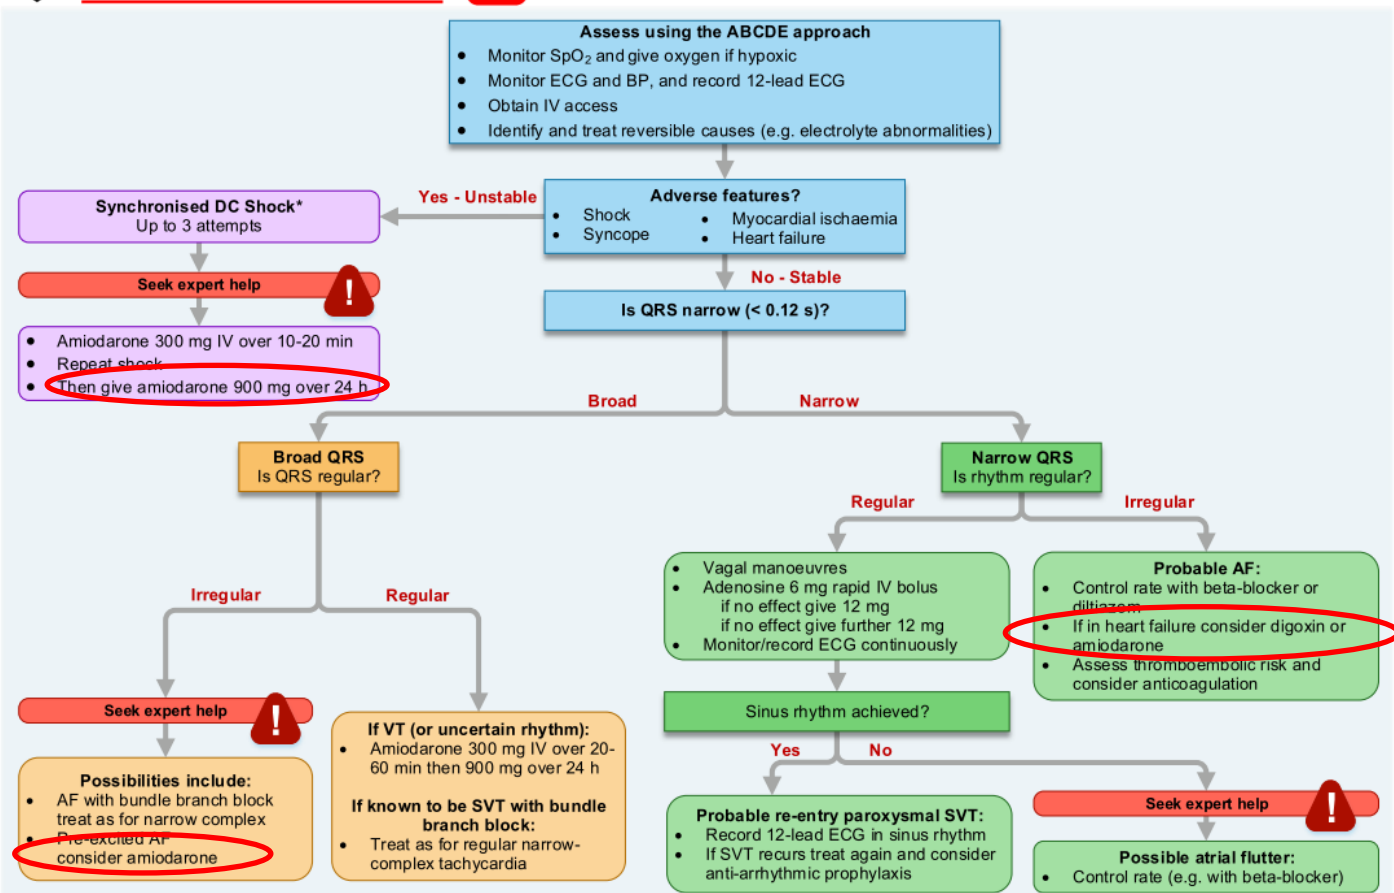 Assess using the ABCDE approach
• Monitor SpO₂ and give oxygen if hypoxic
• Monitor ECG and BP, and record 12-lead ECG
• Obtain IV access
• Identify and treat reversible causes (e.g. electrolyte abnormalities)
Adverse features?
• Shock
• Syncope
• Myocardial ischaemia
• Heart failure
Yes - Unstable
Synchronised DC Shock*
Up to 3 attempts
Seek expert help
!
• Amiodarone 300 mg IV over 10-20 min
• Repeat shock
• Then give amiodarone 900 mg over 24 h
No - Stable
Is QRS narrow (< 0.12 s)?
Broad
Narrow
Broad QRS
Is QRS regular?
Narrow QRS
Is rhythm regular?
Irregular
Regular
Seek expert help
!
Possibilities include:
• AF with bundle branch block
treat as for narrow complex
• Pre-excited AF
consider amiodarone
If VT (or uncertain rhythm):
• Amiodarone 300 mg IV over 20-
60 min then 900 mg over 24 h
If known to be SVT with bundle
branch block:
• Treat as for regular narrow-
complex tachycardia
Regular
Irregular
• Vagal manoeuvres
• Adenosine 6 mg rapid IV bolus
if no effect give 12 mg
if no effect give further 12 mg
• Monitor/record ECG continuously
Probable AF:
• Control rate with beta-blocker or
diltiazem
• If in heart failure consider digoxin or
amiodarone
• Assess thromboembolic risk and
consider anticoagulation
Sinus rhythm achieved?
Yes
No
Probable re-entry paroxysmal SVT:
• Record 12-lead ECG in sinus rhythm
• If SVT recurs treat again and consider
anti-arrhythmic prophylaxis
Seek expert help
!
Possible atrial flutter:
• Control rate (e.g. with beta-blocker)